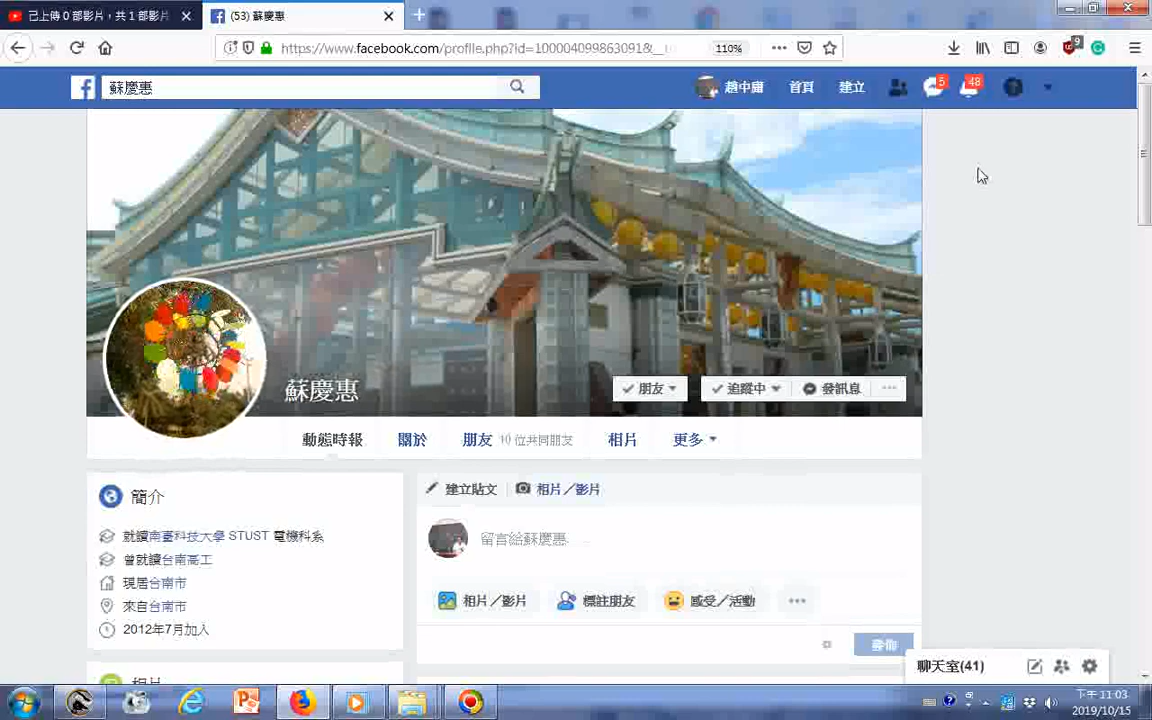 已上傳 0 部影片，共 1 部影片
(53) 蘇慶惠
https://www.facebook.com/profile.php?id=100004099863091&
110%
9
蘇慶惠
趙中庸
首頁
建立
5
48
蘇慶惠
朋友
追蹤中
發訊息
動態時報
關於
朋友 10 位共同朋友
相片
更多
簡介
就讀南臺科技大學 STUST 電機科系
曾就讀台南高工
現居台南市
來自台南市
2012年7月加入
相片
建立貼文
相片／影片
留言給蘇慶惠......
相片／影片
標註朋友
感受／活動
發佈
聊天室(41)
下午 11:03
2019/10/15